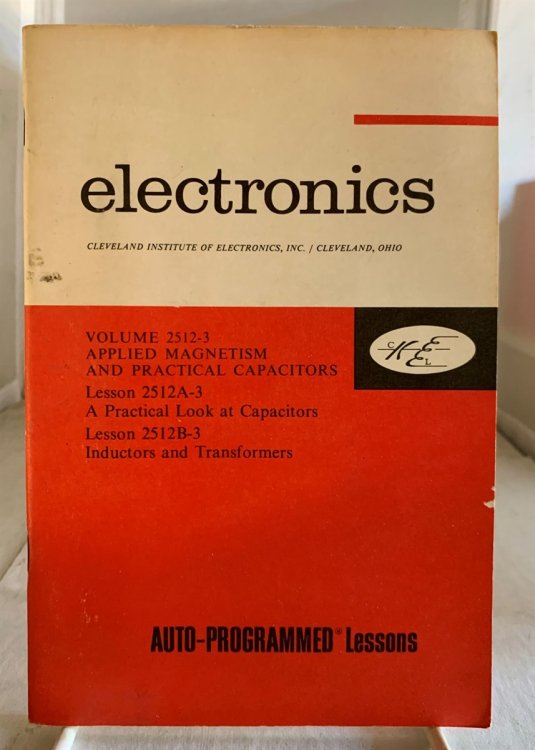 electronics
CLEVELAND INSTITUTE OF ELECTRONICS, INC. / CLEVELAND, OHIO
VOLUME 2512-3
APPLIED MAGNETISM
AND PRACTICAL CAPACITORS
Lesson 2512A-3
A Practical Look at Capacitors
Lesson 2512B-3
Inductors and Transformers
AUTO-PROGRAMMED® Lessons